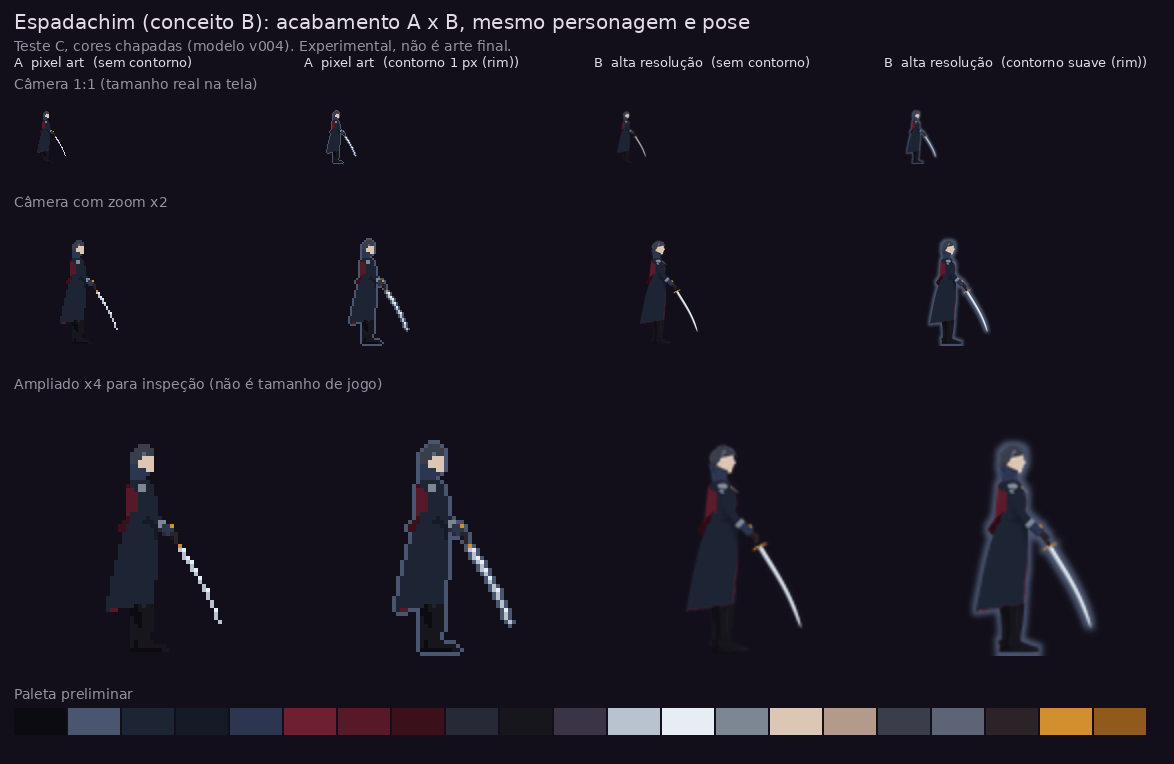 Espadachim (conceito B): acabamento A x B, mesmo personagem e pose
Teste C, cores chapadas (modelo v004). Experimental, não é arte final.
A  pixel art  (sem contorno)
A  pixel art  (contorno 1 px (rim))
B  alta resolução  (sem contorno)
B  alta resolução  (contorno suave (rim))
Câmera 1:1 (tamanho real na tela)
Câmera com zoom x2
Ampliado x4 para inspeção (não é tamanho de jogo)
Paleta preliminar